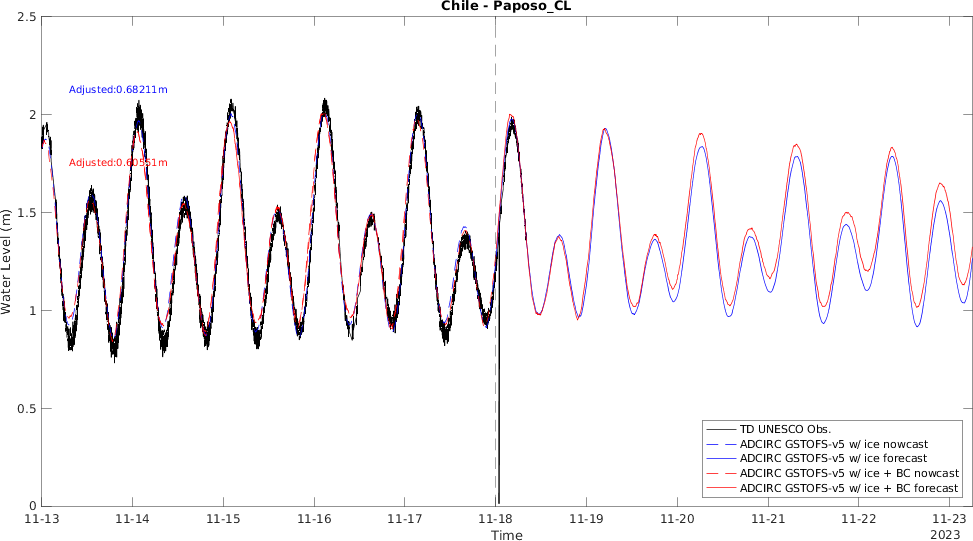 Chile - Paposo_CL
2.5
2
1.5
1
0.5
0
Water Level (m)
Adjusted:0.68211m
Adjusted:0.60551m
TD UNESCO Obs.
ADCIRC GSTOFS-v5 w/ ice nowcast
ADCIRC GSTOFS-v5 w/ ice forecast
ADCIRC GSTOFS-v5 w/ ice + BC nowcast
ADCIRC GSTOFS-v5 w/ ice + BC forecast
11-13 11-14 11-15 11-16 11-17 11-18 11-19 11-20 11-21 11-22 11-23
Time
2023